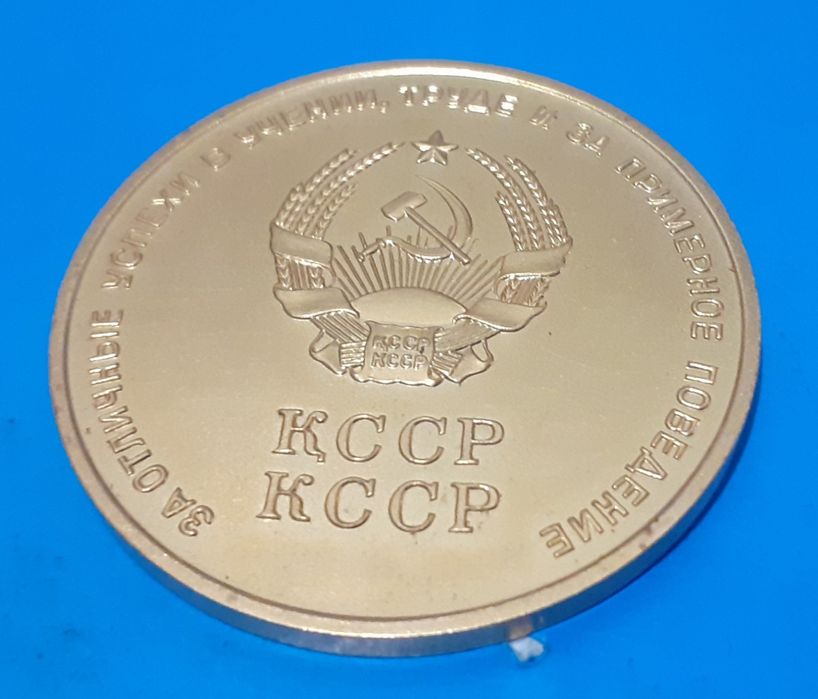 ЗА ОТЛИЧНЫЕ УСПЕХИ В УЧЕНИИ, ТРУДЕ И ЗА ПРИМЕРНОЕ ПОВЕДЕНИЕ
ҚССР
КССР
ҚССР
КССР